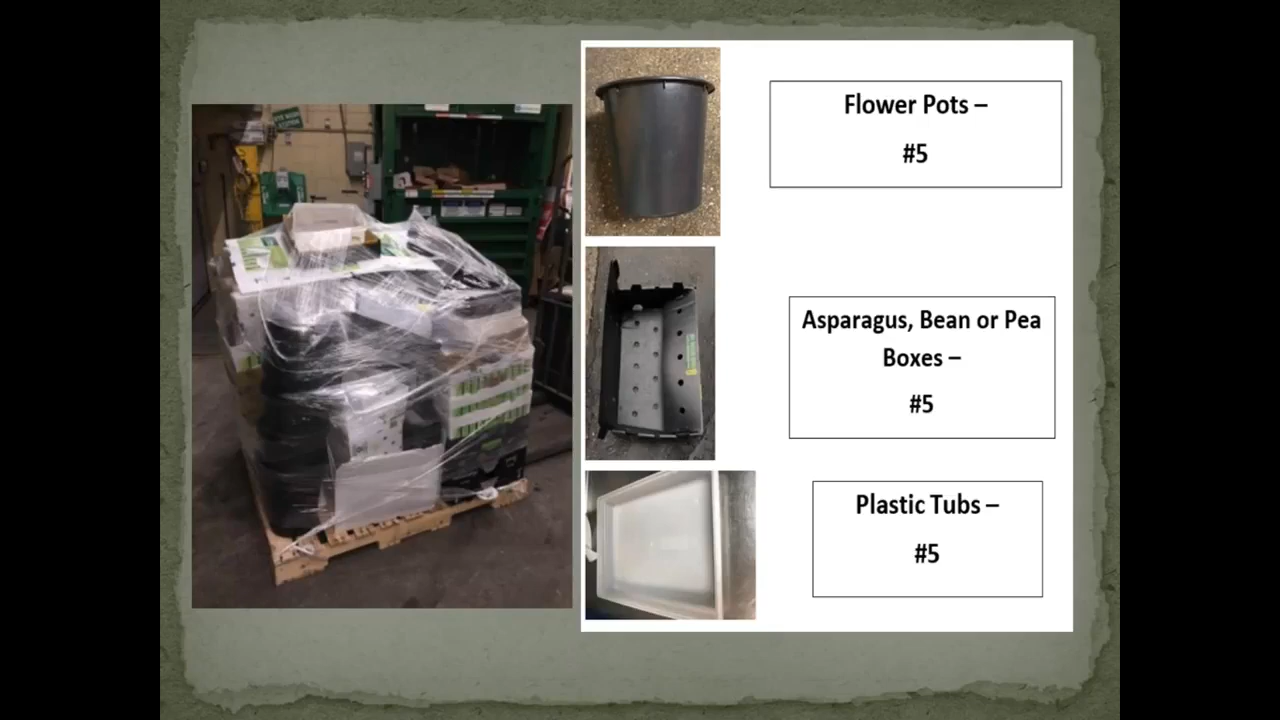 Flower Pots –
#5
Asparagus, Bean or Pea
Boxes –
#5
Plastic Tubs –
#5